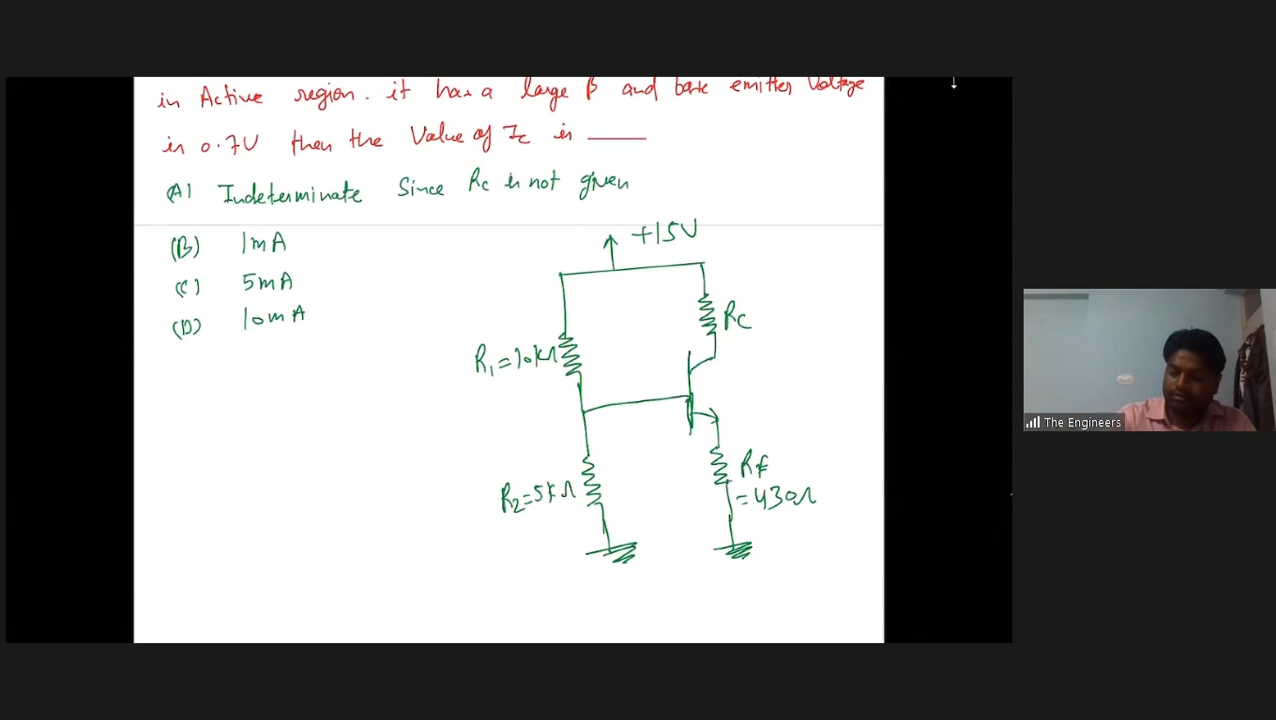 in Active region. it has a large β and base emitter Voltage
is 0.7V then the Value of Ic is ____
(A) Indeterminate Since Rc is not given
(B) 1mA
(C) 5mA
(D) 10mA
+15V
Rc
R1=10kΩ
R2=5kΩ
RE
=430Ω
The Engineers